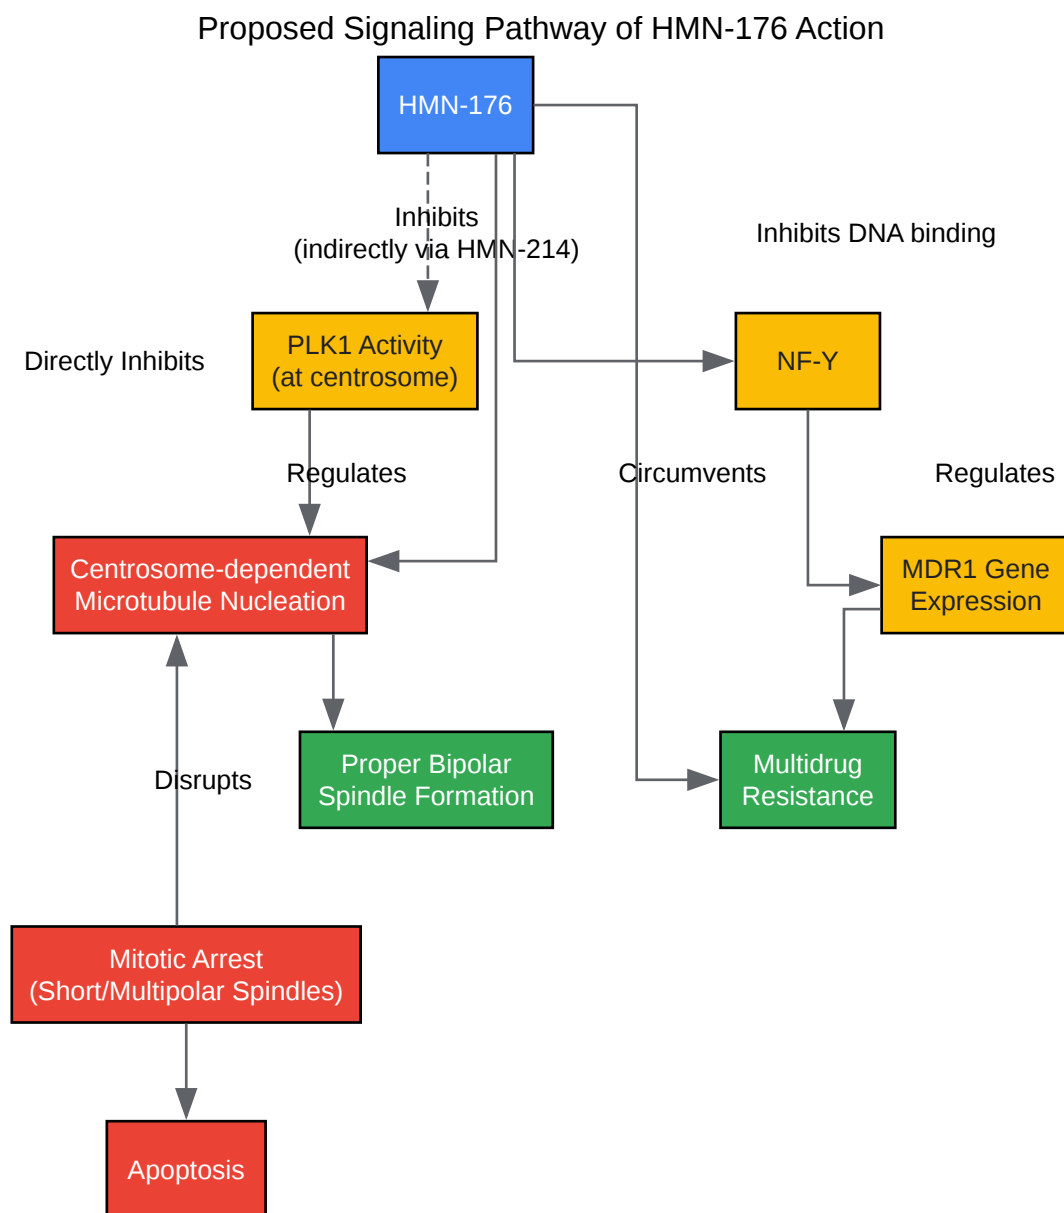 Proposed Signaling Pathway of HMN-176 Action
HMN-176
Inhibits
(indirectly via HMN-214)
Inhibits DNA binding
PLK1 Activity
(at centrosome)
Directly Inhibits
NF-Y
Regulates
Circumvents
Regulates
Centrosome-dependent
Microtubule Nucleation
MDR1 Gene
Expression
Proper Bipolar
Spindle Formation
Multidrug
Resistance
Disrupts
Mitotic Arrest
(Short/Multipolar Spindles)
Apoptosis